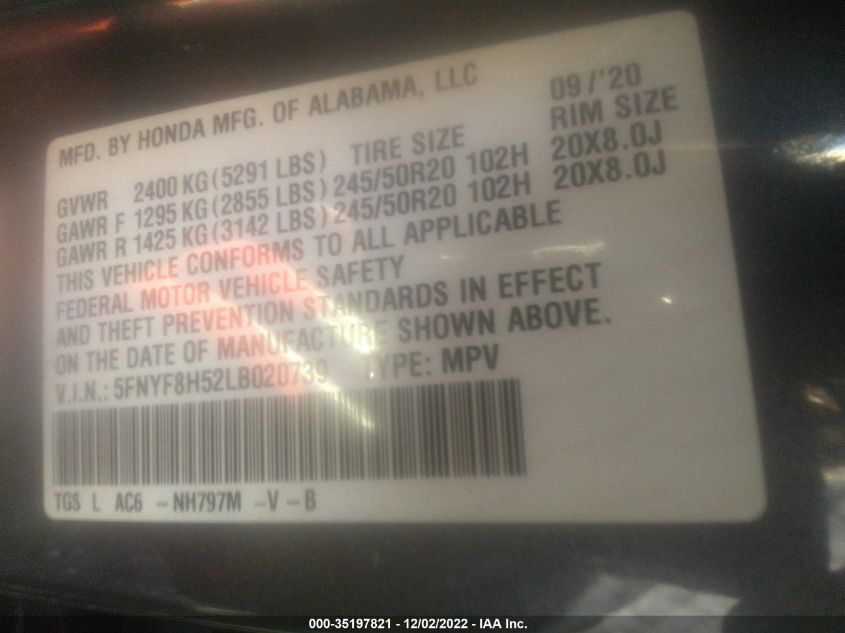 MFD. BY HONDA MFG. OF ALABAMA, LLC 09/'20
GVWR 2400 KG (5291 LBS) TIRE SIZE RIM SIZE
GAWR F 1295 KG (2855 LBS) 245/50R20 102H 20X8.0J
GAWR R 1425 KG (3142 LBS) 245/50R20 102H 20X8.0J
THIS VEHICLE CONFORMS TO ALL APPLICABLE
FEDERAL MOTOR VEHICLE SAFETY
AND THEFT PREVENTION STANDARDS IN EFFECT
ON THE DATE OF MANUFACTURE SHOWN ABOVE.
V.I.N.: 5FNYF8H52LB020739 TYPE: MPV
TGS L AC6 -NH797M -V -B
000-35197821 - 12/02/2022 - IAA Inc.